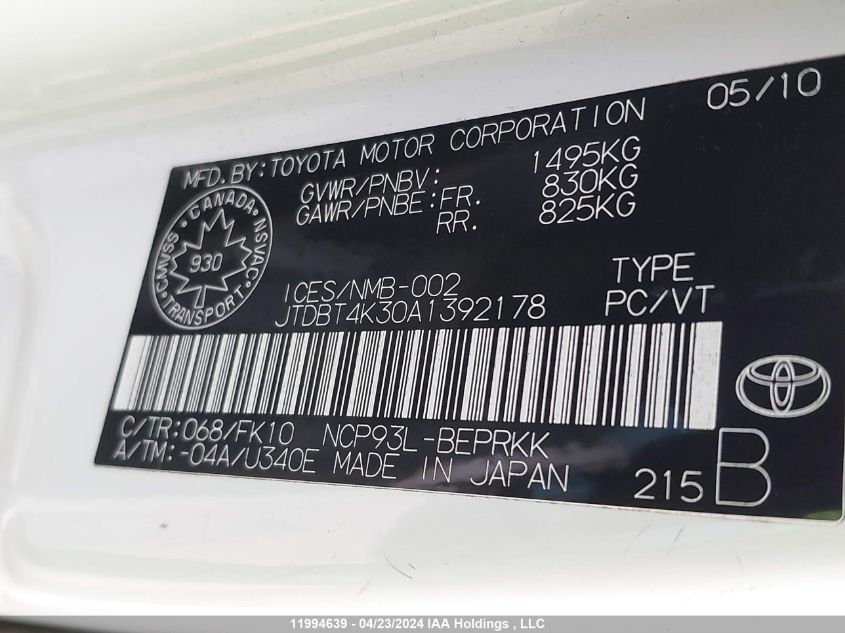 05/10
MFD.BY:TOYOTA MOTOR CORPORATION
GVWR/PNBV: 1495KG
GAWR/PNBE:FR. 830KG
RR. 825KG
CMVSS • CANADA • NSVAC
930
TRANSPORT
ICES/NMB-002 TYPE
JTDBT4K30A1392178 PC/VT
C/TR:068/FK10 NCP93L-BEPRKK
A/TM:-04A/U340E MADE IN JAPAN
215 B
11994639 - 04/23/2024 IAA Holdings , LLC